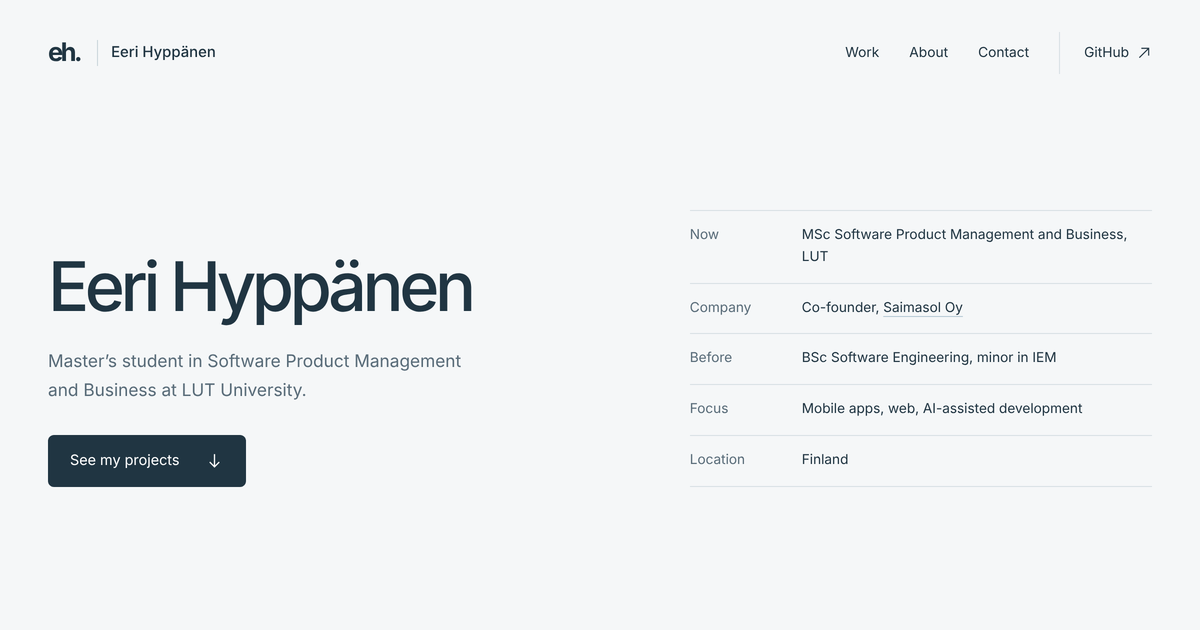 eh.
Eeri Hyppänen
Work
About
Contact
GitHub
Eeri Hyppänen
Master’s student in Software Product Management
and Business at LUT University.
See my projects
Now
MSc Software Product Management and Business,
LUT
Company
Co-founder, Saimasol Oy
Before
BSc Software Engineering, minor in IEM
Focus
Mobile apps, web, AI-assisted development
Location
Finland